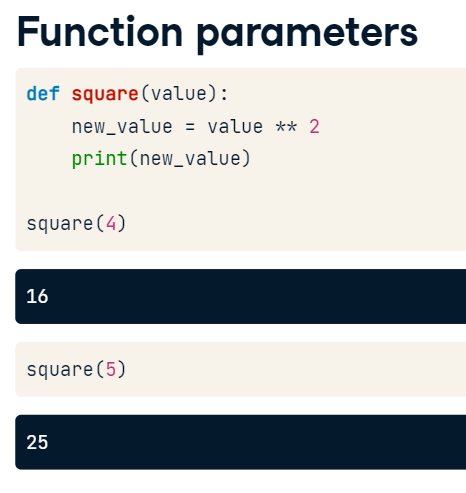 Function parameters
def square(value):
    new_value = value ** 2
    print(new_value)
square(4)
16
square(5)
25